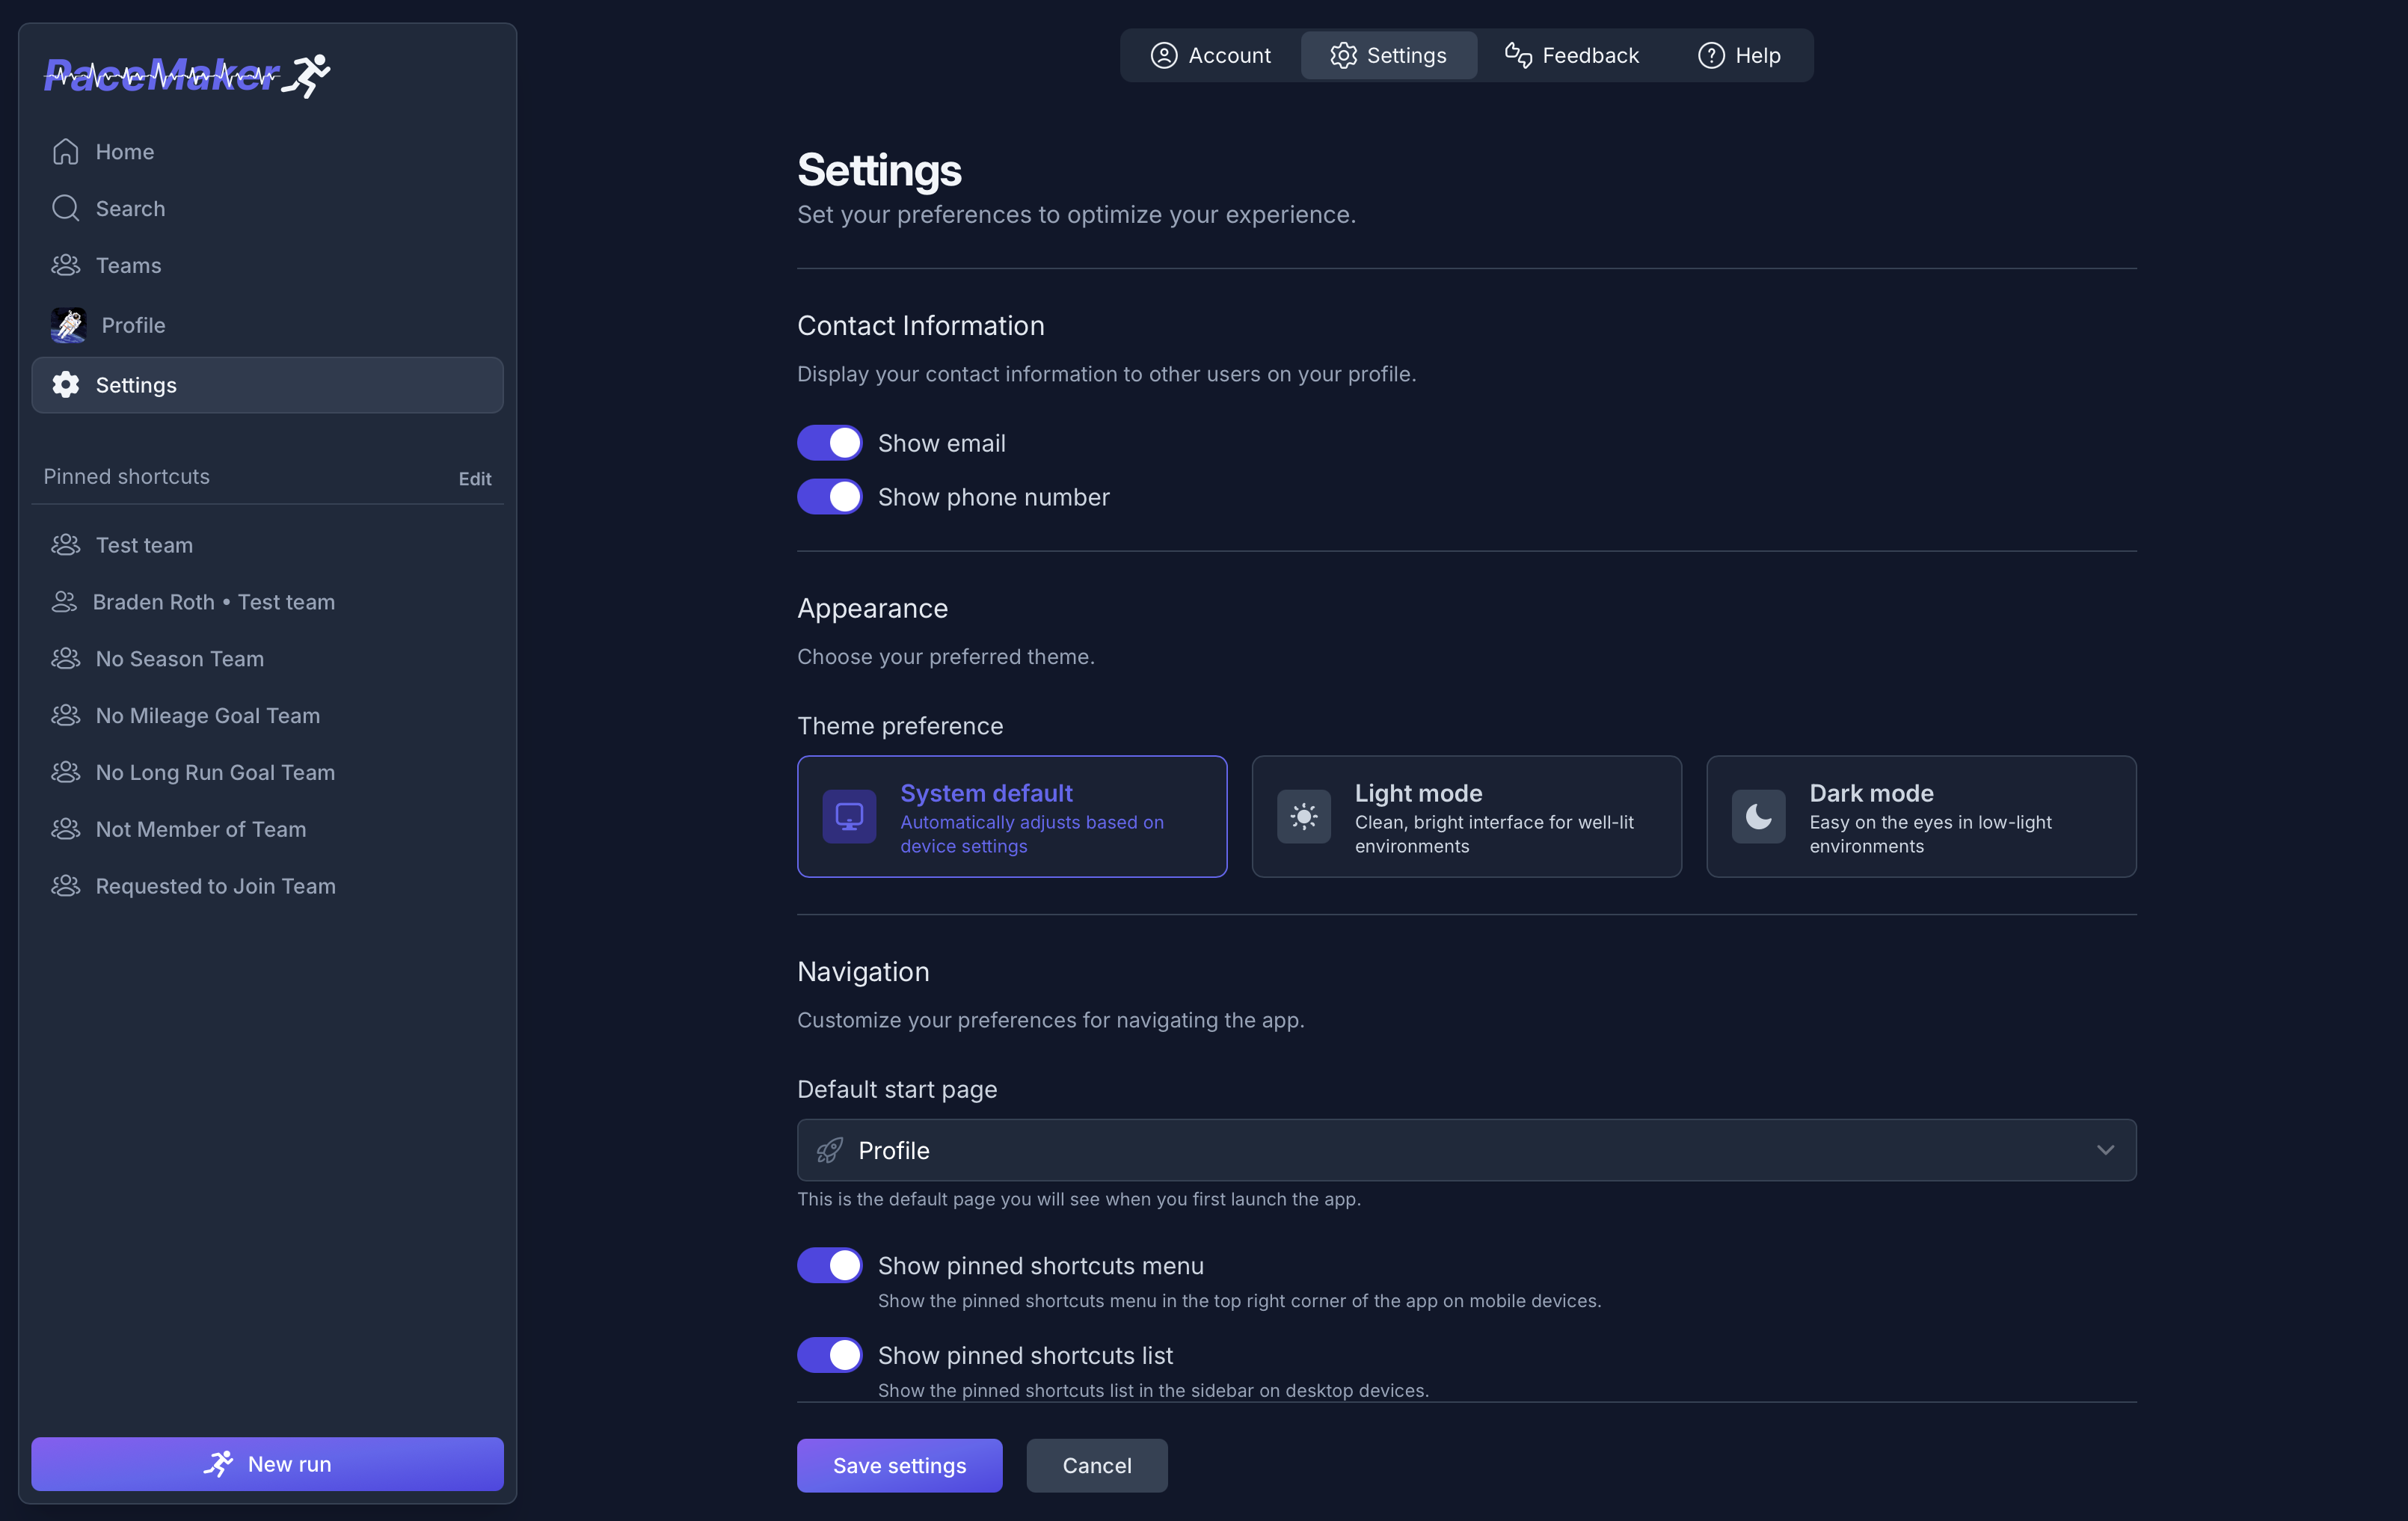 PaceMaker
Home
Search
Teams
Profile
Settings
Pinned shortcuts
Edit
Test team
Braden Roth • Test team
No Season Team
No Mileage Goal Team
No Long Run Goal Team
Not Member of Team
Requested to Join Team
New run
Account
Settings
Feedback
Help
Settings
Set your preferences to optimize your experience.
Contact Information
Display your contact information to other users on your profile.
Show email
Show phone number
Appearance
Choose your preferred theme.
Theme preference
System default
Automatically adjusts based on
device settings
Light mode
Clean, bright interface for well-lit
environments
Dark mode
Easy on the eyes in low-light
environments
Navigation
Customize your preferences for navigating the app.
Default start page
Profile
This is the default page you will see when you first launch the app.
Show pinned shortcuts menu
Show the pinned shortcuts menu in the top right corner of the app on mobile devices.
Show pinned shortcuts list
Show the pinned shortcuts list in the sidebar on desktop devices.
Save settings
Cancel